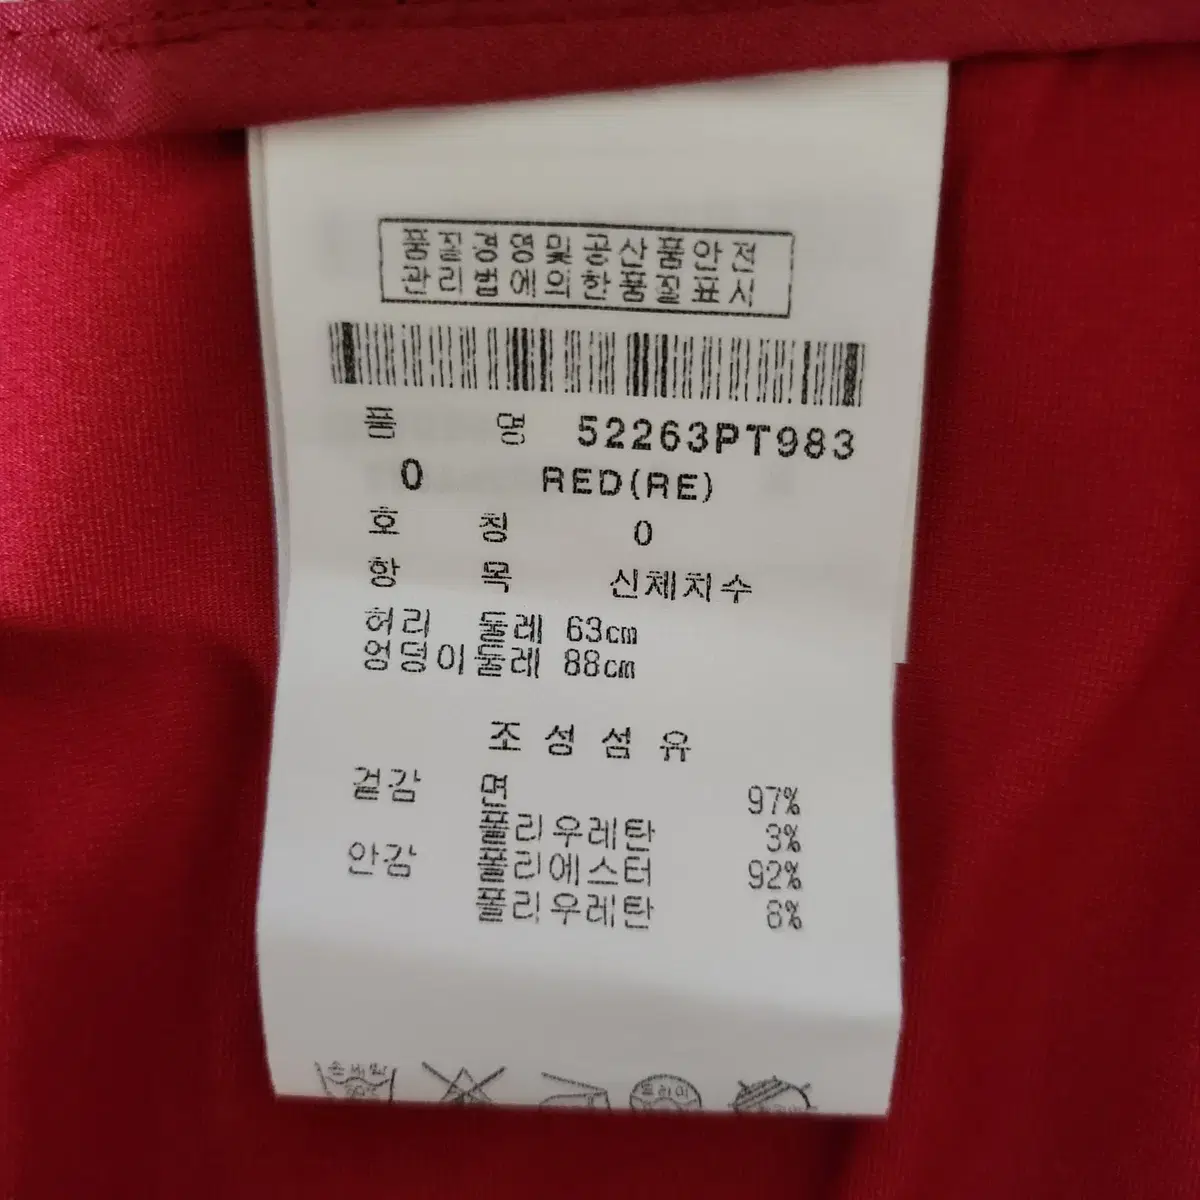 품질경영및공산품안전
관리법에의한품질표시
품 명 52263PT983
0 RED(RE)
호 칭 0
항 목 신체치수
허리 둘레 63cm
엉덩이둘레 88cm
조성섬유
겉감 면 97%
폴리우레탄 3%
안감 폴리에스터 92%
폴리우레탄 8%
드라이